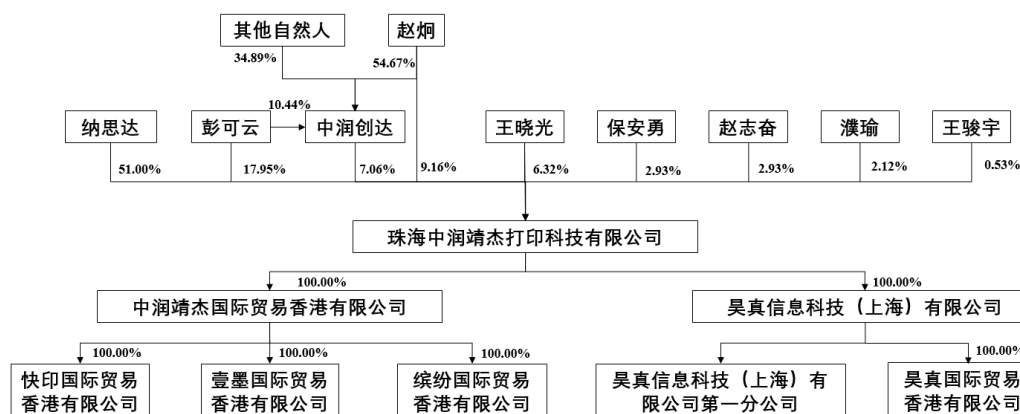 其他自然人
赵炯
34.89%
54.67%
纳思达
彭可云
10.44%
中润创达
王晓光
保安勇
赵志奋
濮瑜
王骏宇
51.00%
17.95%
7.06%
9.16%
6.32%
2.93%
2.93%
2.12%
0.53%
珠海中润靖杰打印科技有限公司
100.00%
100.00%
中润靖杰国际贸易香港有限公司
昊真信息科技（上海）有限公司
100.00%
100.00%
100.00%
100.00%
快印国际贸易
香港有限公司
壹墨国际贸易
香港有限公司
缤纷国际贸易
香港有限公司
昊真信息科技（上海）有
限公司第一分公司
昊真国际贸易
香港有限公司